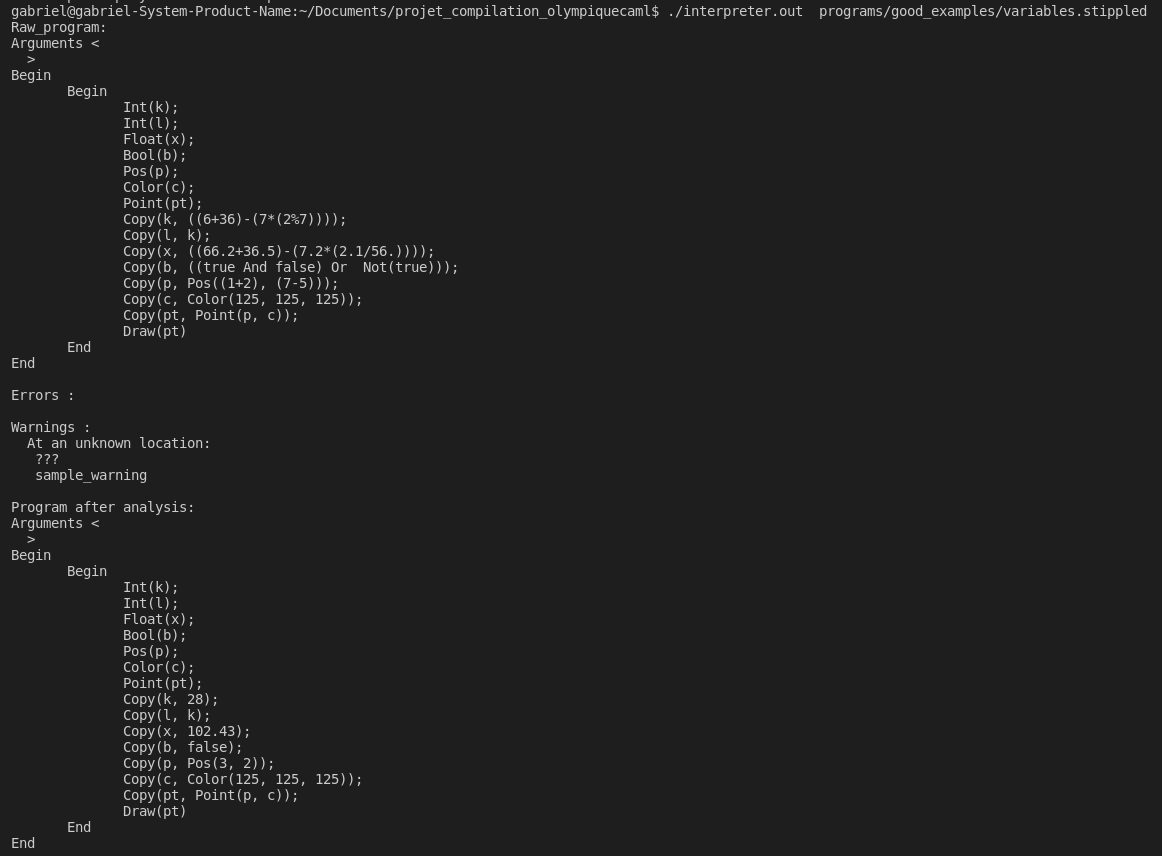 gabriel@gabriel-System-Product-Name:~/Documents/projet_compilation_olympiquecaml$ ./interpreter.out  programs/good_examples/variables.stippled
Raw_program:
Arguments <
  >
Begin
       Begin
              Int(k);
              Int(l);
              Float(x);
              Bool(b);
              Pos(p);
              Color(c);
              Point(pt);
              Copy(k, ((6+36)-(7*(2%7))));
              Copy(l, k);
              Copy(x, ((66.2+36.5)-(7.2*(2.1/56.))));
              Copy(b, ((true And false) Or  Not(true)));
              Copy(p, Pos((1+2), (7-5)));
              Copy(c, Color(125, 125, 125));
              Copy(pt, Point(p, c));
              Draw(pt)
       End
End

Errors :

Warnings :
  At an unknown location:
   ???
   sample_warning

Program after analysis:
Arguments <
  >
Begin
       Begin
              Int(k);
              Int(l);
              Float(x);
              Bool(b);
              Pos(p);
              Color(c);
              Point(pt);
              Copy(k, 28);
              Copy(l, k);
              Copy(x, 102.43);
              Copy(b, false);
              Copy(p, Pos(3, 2));
              Copy(c, Color(125, 125, 125));
              Copy(pt, Point(p, c));
              Draw(pt)
       End
End